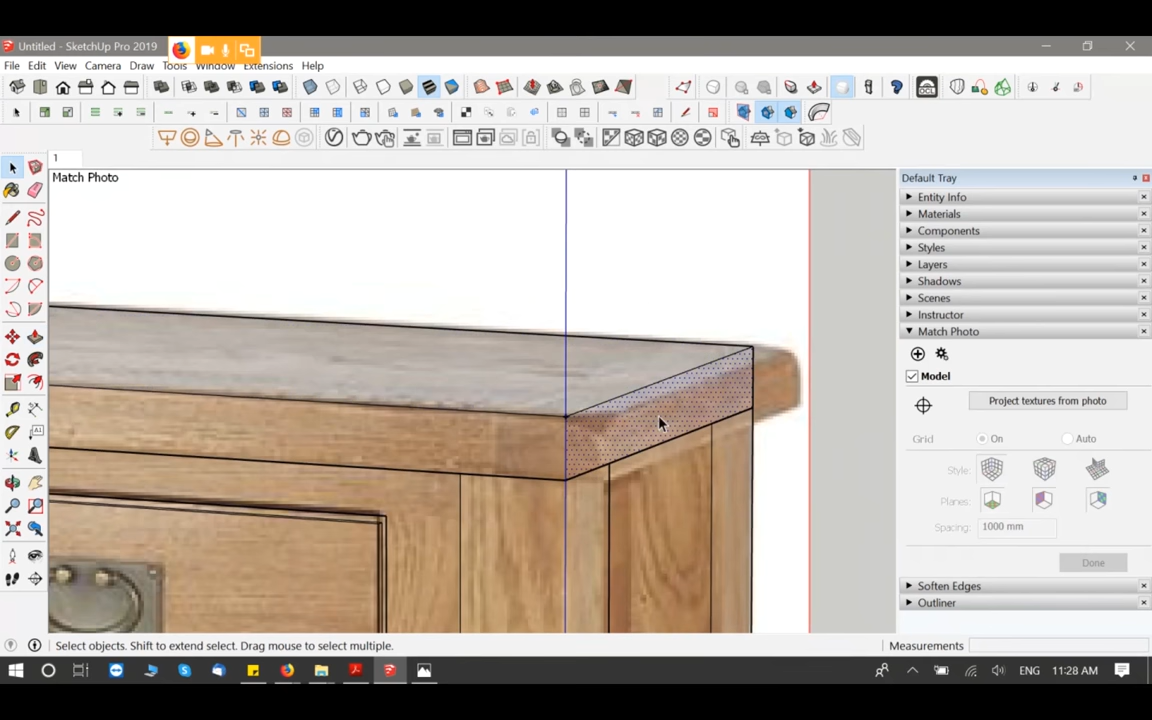 Untitled - SketchUp Pro 2019
File Edit View Camera Draw Tools Window Extensions Help
1
Match Photo
Default Tray
Entity Info
Materials
Components
Styles
Layers
Shadows
Scenes
Instructor
Match Photo
Model
Project textures from photo
Grid On Auto
Style:
Planes:
Spacing: 1000 mm
Done
Soften Edges
Outliner
Select objects. Shift to extend select. Drag mouse to select multiple.
Measurements
ENG 11:28 AM